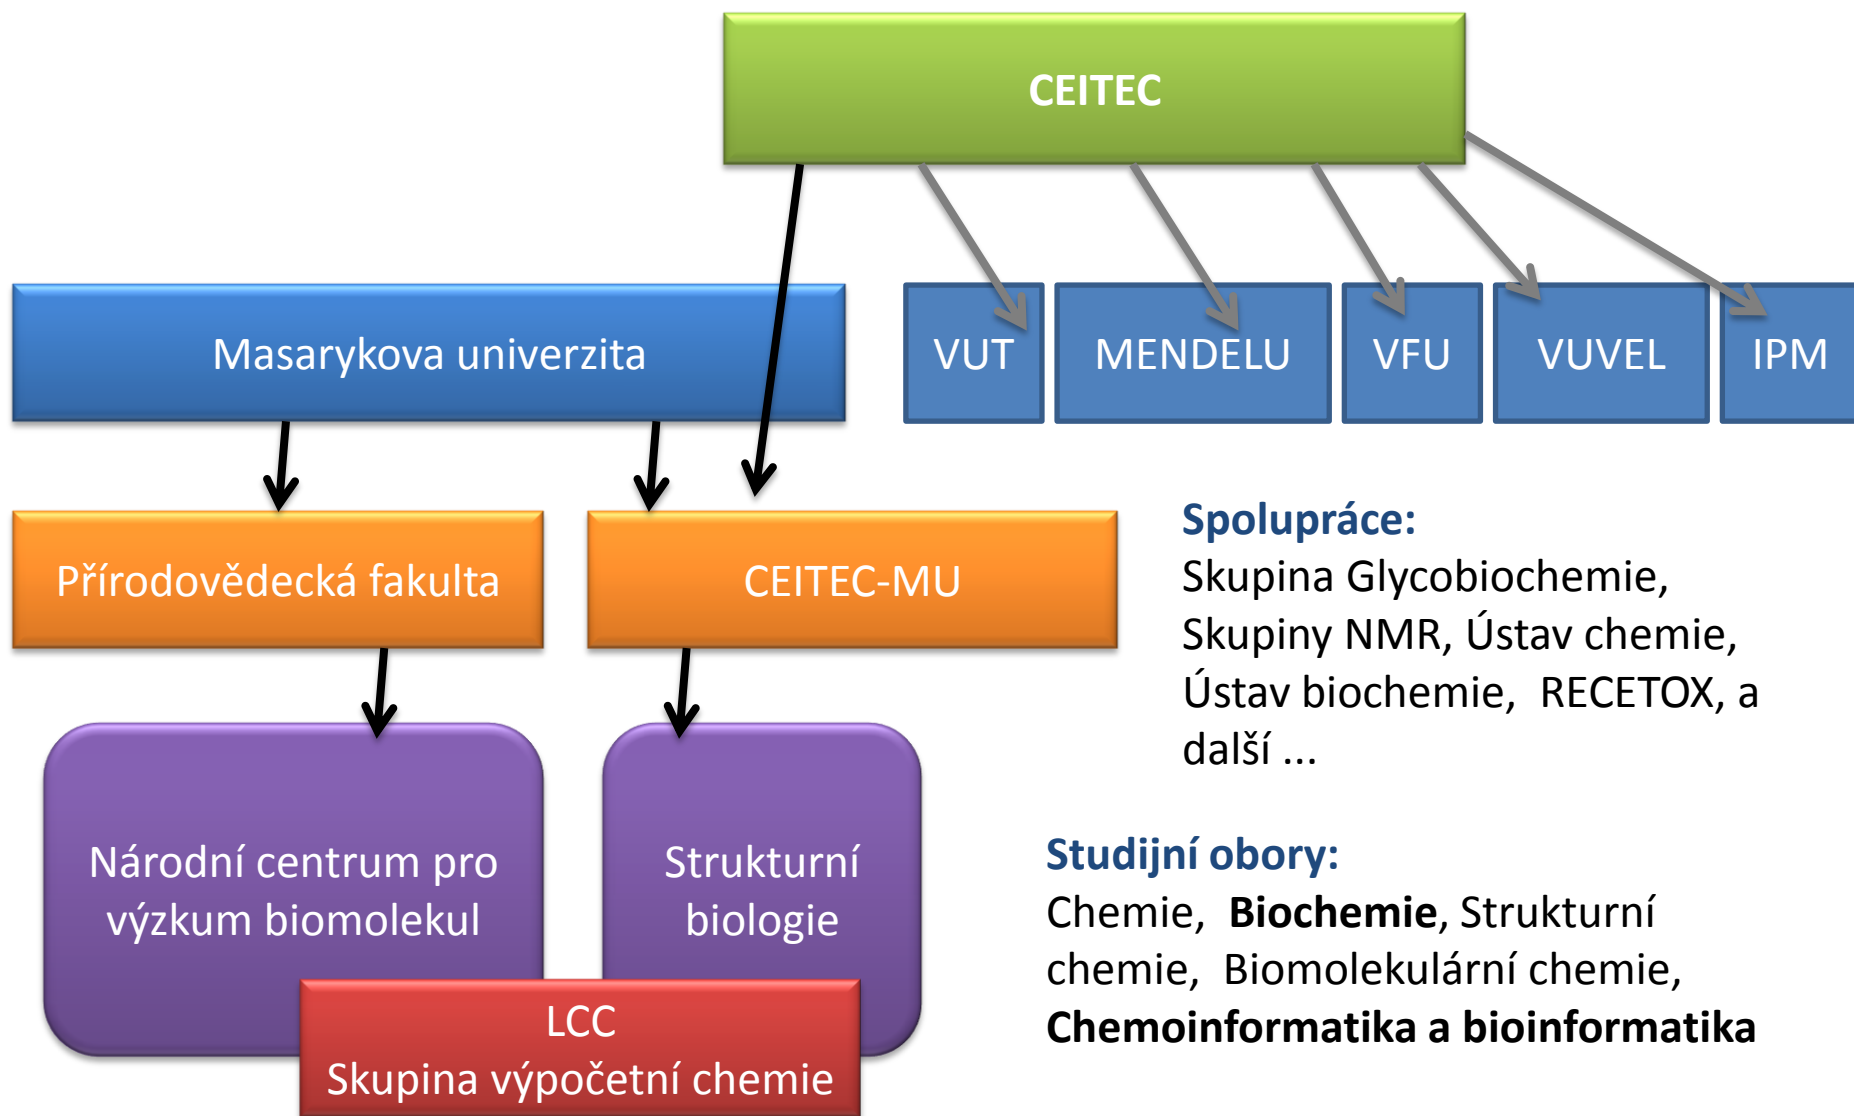 CEITEC
Masarykova univerzita
VUT
MENDELU
VFU
VUVEL
IPM
Přírodovědecká fakulta
CEITEC-MU
Spolupráce:
Skupina Glycobiochemie,
Skupiny NMR, Ústav chemie,
Ústav biochemie, RECETOX, a
další ...
Národní centrum pro
výzkum biomolekul
Strukturní
biologie
Studijní obory:
Chemie, Biochemie, Strukturní
chemie, Biomolekulární chemie,
Chemoinformatika a bioinformatika
LCC
Skupina výpočetní chemie